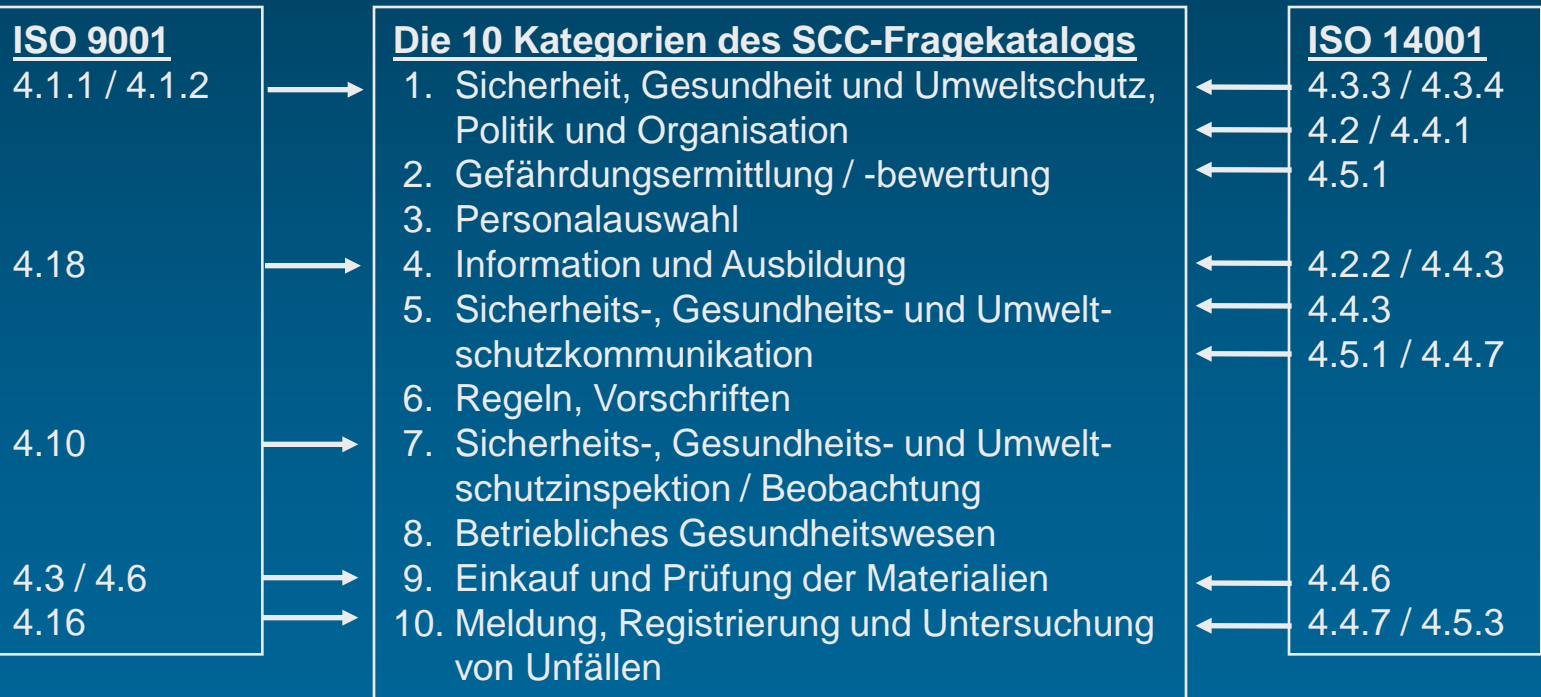 ISO 9001
4.1.1 / 4.1.2
4.18
4.10
4.3 / 4.6
4.16
Die 10 Kategorien des SCC-Fragekatalogs
1. Sicherheit, Gesundheit und Umweltschutz,
Politik und Organisation
2. Gefährdungsermittlung / -bewertung
3. Personalauswahl
4. Information und Ausbildung
5. Sicherheits-, Gesundheits- und Umwelt-
schutzkommunikation
6. Regeln, Vorschriften
7. Sicherheits-, Gesundheits- und Umwelt-
schutzinspektion / Beobachtung
8. Betriebliches Gesundheitswesen
9. Einkauf und Prüfung der Materialien
10. Meldung, Registrierung und Untersuchung
von Unfällen
ISO 14001
4.3.3 / 4.3.4
4.2 / 4.4.1
4.5.1
4.2.2 / 4.4.3
4.4.3
4.5.1 / 4.4.7
4.4.6
4.4.7 / 4.5.3